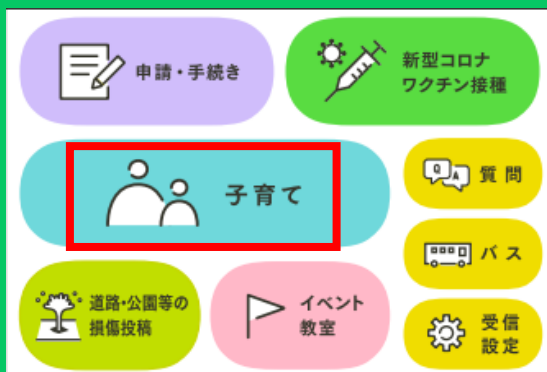 申請・手続き
新型コロナ
ワクチン接種
子育て
Q A
質問
バス
道路・公園等の
損傷投稿
イベント
教室
受信
設定